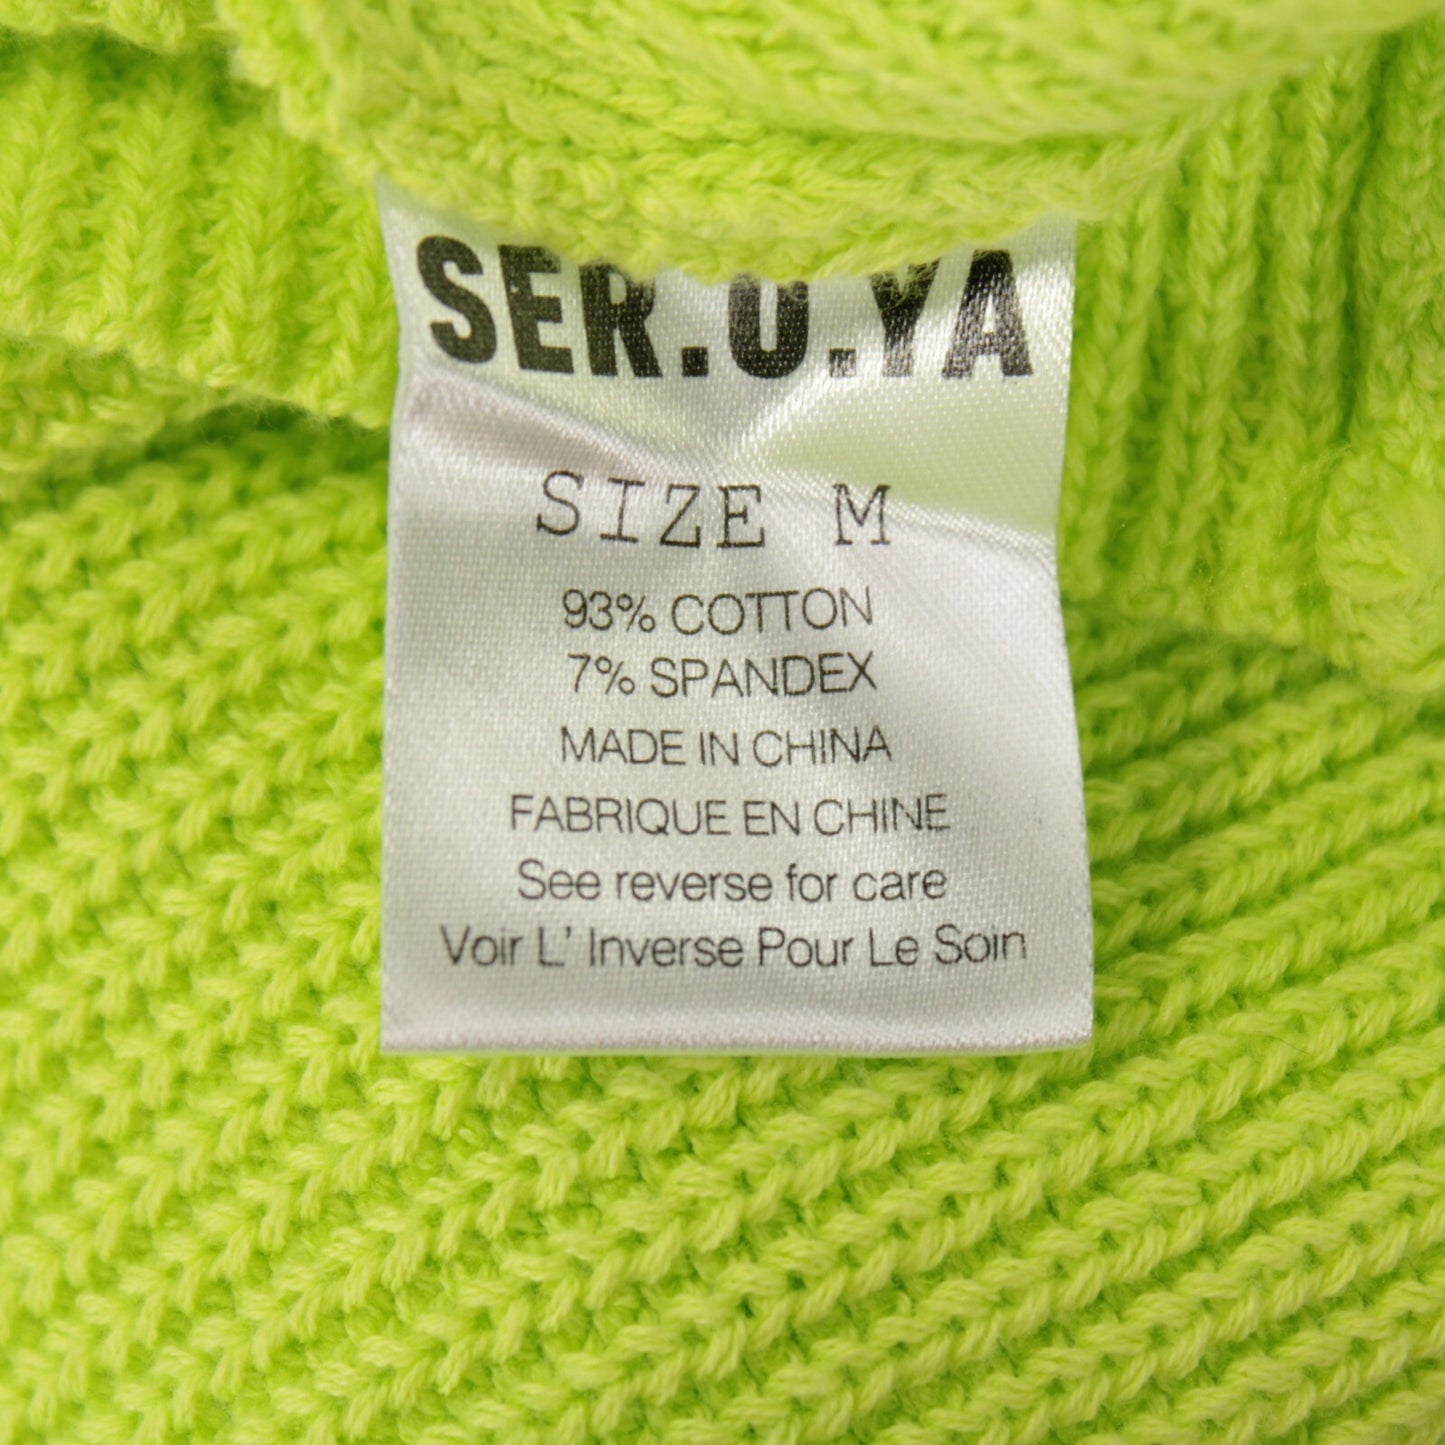 SER.O.YA
SIZE M
93% COTTON
7% SPANDEX
MADE IN CHINA
FABRIQUE EN CHINE
See reverse for care
Voir L' Inverse Pour Le Soin